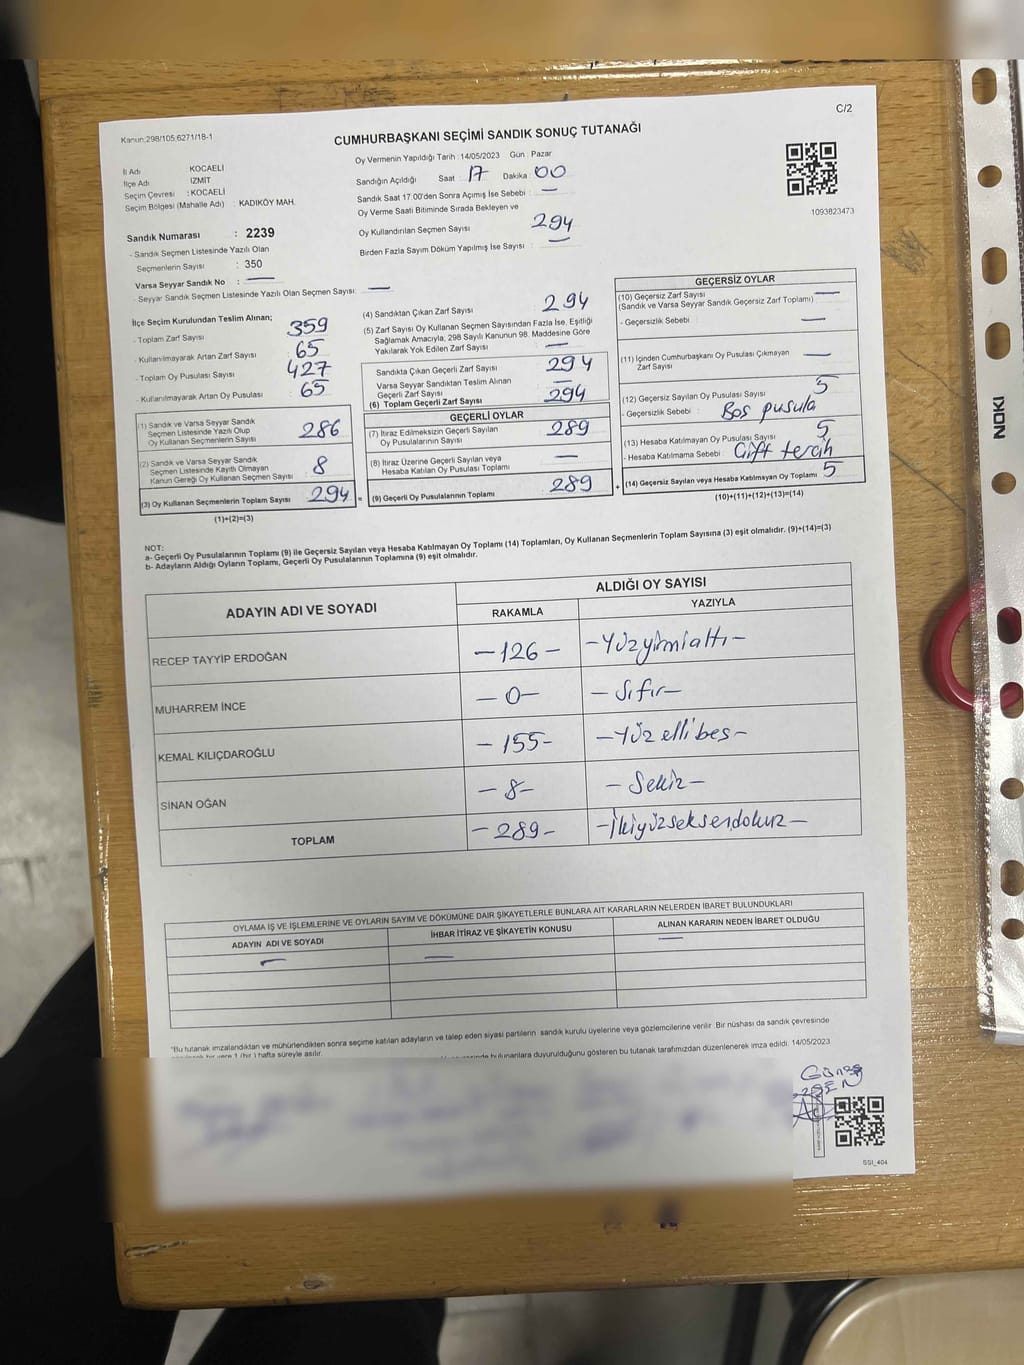 C/2
Kanun:298/105,6271/18-1
CUMHURBAŞKANI SEÇİMİ SANDIK SONUÇ TUTANAĞI
Oy Vermenin Yapıldığı Tarih :14/05/2023 Gün : Pazar
İl Adı KOCAELİ
İlçe Adı İZMİT
Seçim Çevresi : KOCAELİ
Seçim Bölgesi (Mahalle Adı) : KADIKÖY MAH.
Sandığın Açıldığı Saat : 17 Dakika : 00
Sandık Saat 17.00'den Sonra Açımış İse Sebebi : —
Oy Verme Saati Bitiminde Sırada Bekleyen ve
Oy Kullandırılan Seçmen Sayısı 294
Birden Fazla Sayım Döküm Yapılmış İse Sayısı : —
1093823473
Sandık Numarası : 2239
- Sandık Seçmen Listesinde Yazılı Olan
Seçmenlerin Sayısı : 350
Varsa Seyyar Sandık No : —
- Seyyar Sandık Seçmen Listesinde Yazılı Olan Seçmen Sayısı: —
İlçe Seçim Kurulundan Teslim Alınan;
- Toplam Zarf Sayısı 359
- Kullanılmayarak Artan Zarf Sayısı 65
- Toplam Oy Pusulası Sayısı 427
- Kullanılmayarak Artan Oy Pusulası 65
(1) Sandık ve Varsa Seyyar Sandık
Seçmen Listesinde Yazılı Olup
Oy Kullanan Seçmenlerin Sayısı 286
(2) Sandık ve Varsa Seyyar Sandık
Seçmen Listesinde Kayıtlı Olmayan
Kanun Gereği Oy Kullanan Seçmen Sayısı 8
(3) Oy Kullanan Seçmenlerin Toplam Sayısı 294 =
(1)+(2)=(3)
(4) Sandıktan Çıkan Zarf Sayısı 294
(5) Zarf Sayısı Oy Kullanan Seçmen Sayısından Fazla İse, Eşitliği
Sağlamak Amacıyla, 298 Sayılı Kanunun 98. Maddesine Göre
Yakılarak Yok Edilen Zarf Sayısı —
Sandıkta Çıkan Geçerli Zarf Sayısı 294
Varsa Seyyar Sandıktan Teslim Alınan
Geçerli Zarf Sayısı —
(6) Toplam Geçerli Zarf Sayısı 294
GEÇERLİ OYLAR
(7) İtiraz Edilmeksizin Geçerli Sayılan
Oy Pusulalarının Sayısı 289
(8) İtiraz Üzerine Geçerli Sayılan veya
Hesaba Katılan Oy Pusulası Toplamı —
(9) Geçerli Oy Pusulalarının Toplamı 289 +
GEÇERSİZ OYLAR
(10) Geçersiz Zarf Sayısı —
(Sandık ve Varsa Seyyar Sandık Geçersiz Zarf Toplamı)
- Geçersizlik Sebebi : —
(11) İçinden Cumhurbaşkanı Oy Pusulası Çıkmayan
Zarf Sayısı —
(12) Geçersiz Sayılan Oy Pusulası Sayısı
- Geçersizlik Sebebi : Boş pusula
(13) Hesaba Katılmayan Oy Pusulası Sayısı
- Hesaba Katılmama Sebebi : Çift tercih
(14) Geçersiz Sayılan veya Hesaba Katılmayan Oy Toplamı 5
(10)+(11)+(12)+(13)=(14)
NOT:
a- Geçerli Oy Pusulalarının Toplamı (9) ile Geçersiz Sayılan veya Hesaba Katılmayan Oy Toplamı (14) Toplamları, Oy Kullanan Seçmenlerin Toplam Sayısına (3) eşit olmalıdır. (9)+(14)=(3)
b- Adayların Aldığı Oyların Toplamı, Geçerli Oy Pusulalarının Toplamına (9) eşit olmalıdır.
ADAYIN ADI VE SOYADI ALDIĞI OY SAYISI
RAKAMLA YAZIYLA
RECEP TAYYİP ERDOĞAN —126— —Yüzyirmialtı—
MUHARREM İNCE —0— —Sıfır—
KEMAL KILIÇDAROĞLU —155— —Yüz elli beş—
SİNAN OĞAN —8— —Sekiz—
TOPLAM —289— —İkiyüzseksendokuz—
OYLAMA İŞ VE İŞLEMLERİNE VE OYLARIN SAYIM VE DÖKÜMÜNE DAİR ŞİKAYETLERLE BUNLARA AİT KARARLARIN NELERDEN İBARET BULUNDUKLARI
ADAYIN ADI VE SOYADI İHBAR İTİRAZ VE ŞİKAYETİN KONUSU ALINAN KARARIN NEDEN İBARET OLDUĞU
— — —
"Bu tutanak imzalandıktan ve mühürlendikten sonra seçime katılan adayların ve talep eden siyasi partilerin sandık kurulu üyelerine veya gözlemcilerine verilir. Bir nüshası da sandık çevresinde
bir yere 1 (bir ) hafta süreyle asılır. bulunanlara duyurulduğunu gösteren bu tutanak tarafımızdan düzenlenerek imza edildi. 14/05/2023
SSI_404
NOKI